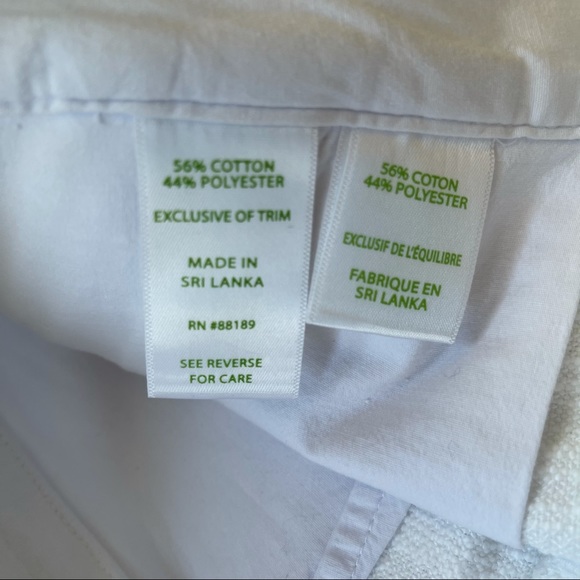 56% COTTON
44% POLYESTER
EXCLUSIVE OF TRIM
MADE IN
SRI LANKA
RN #88189
SEE REVERSE
FOR CARE
56% COTON
44% POLYESTER
EXCLUSIF DE L'ÉQUILIBRE
FABRIQUE EN
SRI LANKA